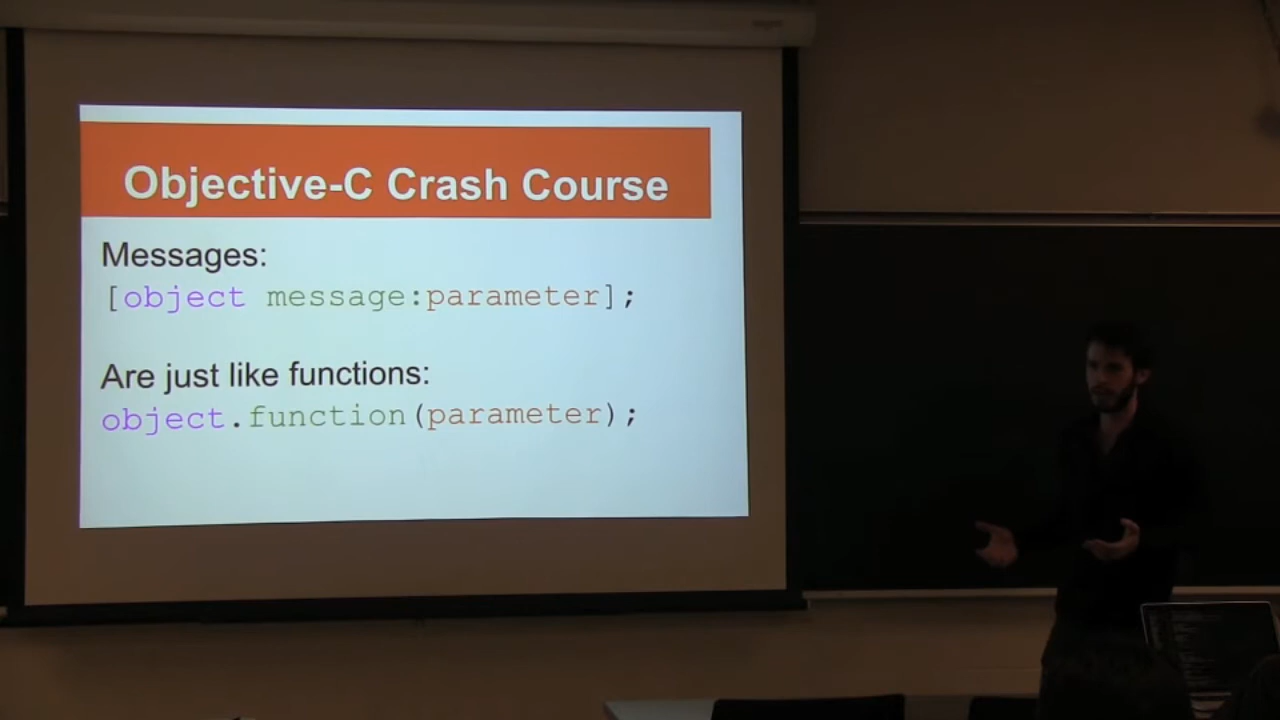 Objective-C Crash Course
Messages:
[object message:parameter];
Are just like functions:
object.function(parameter);